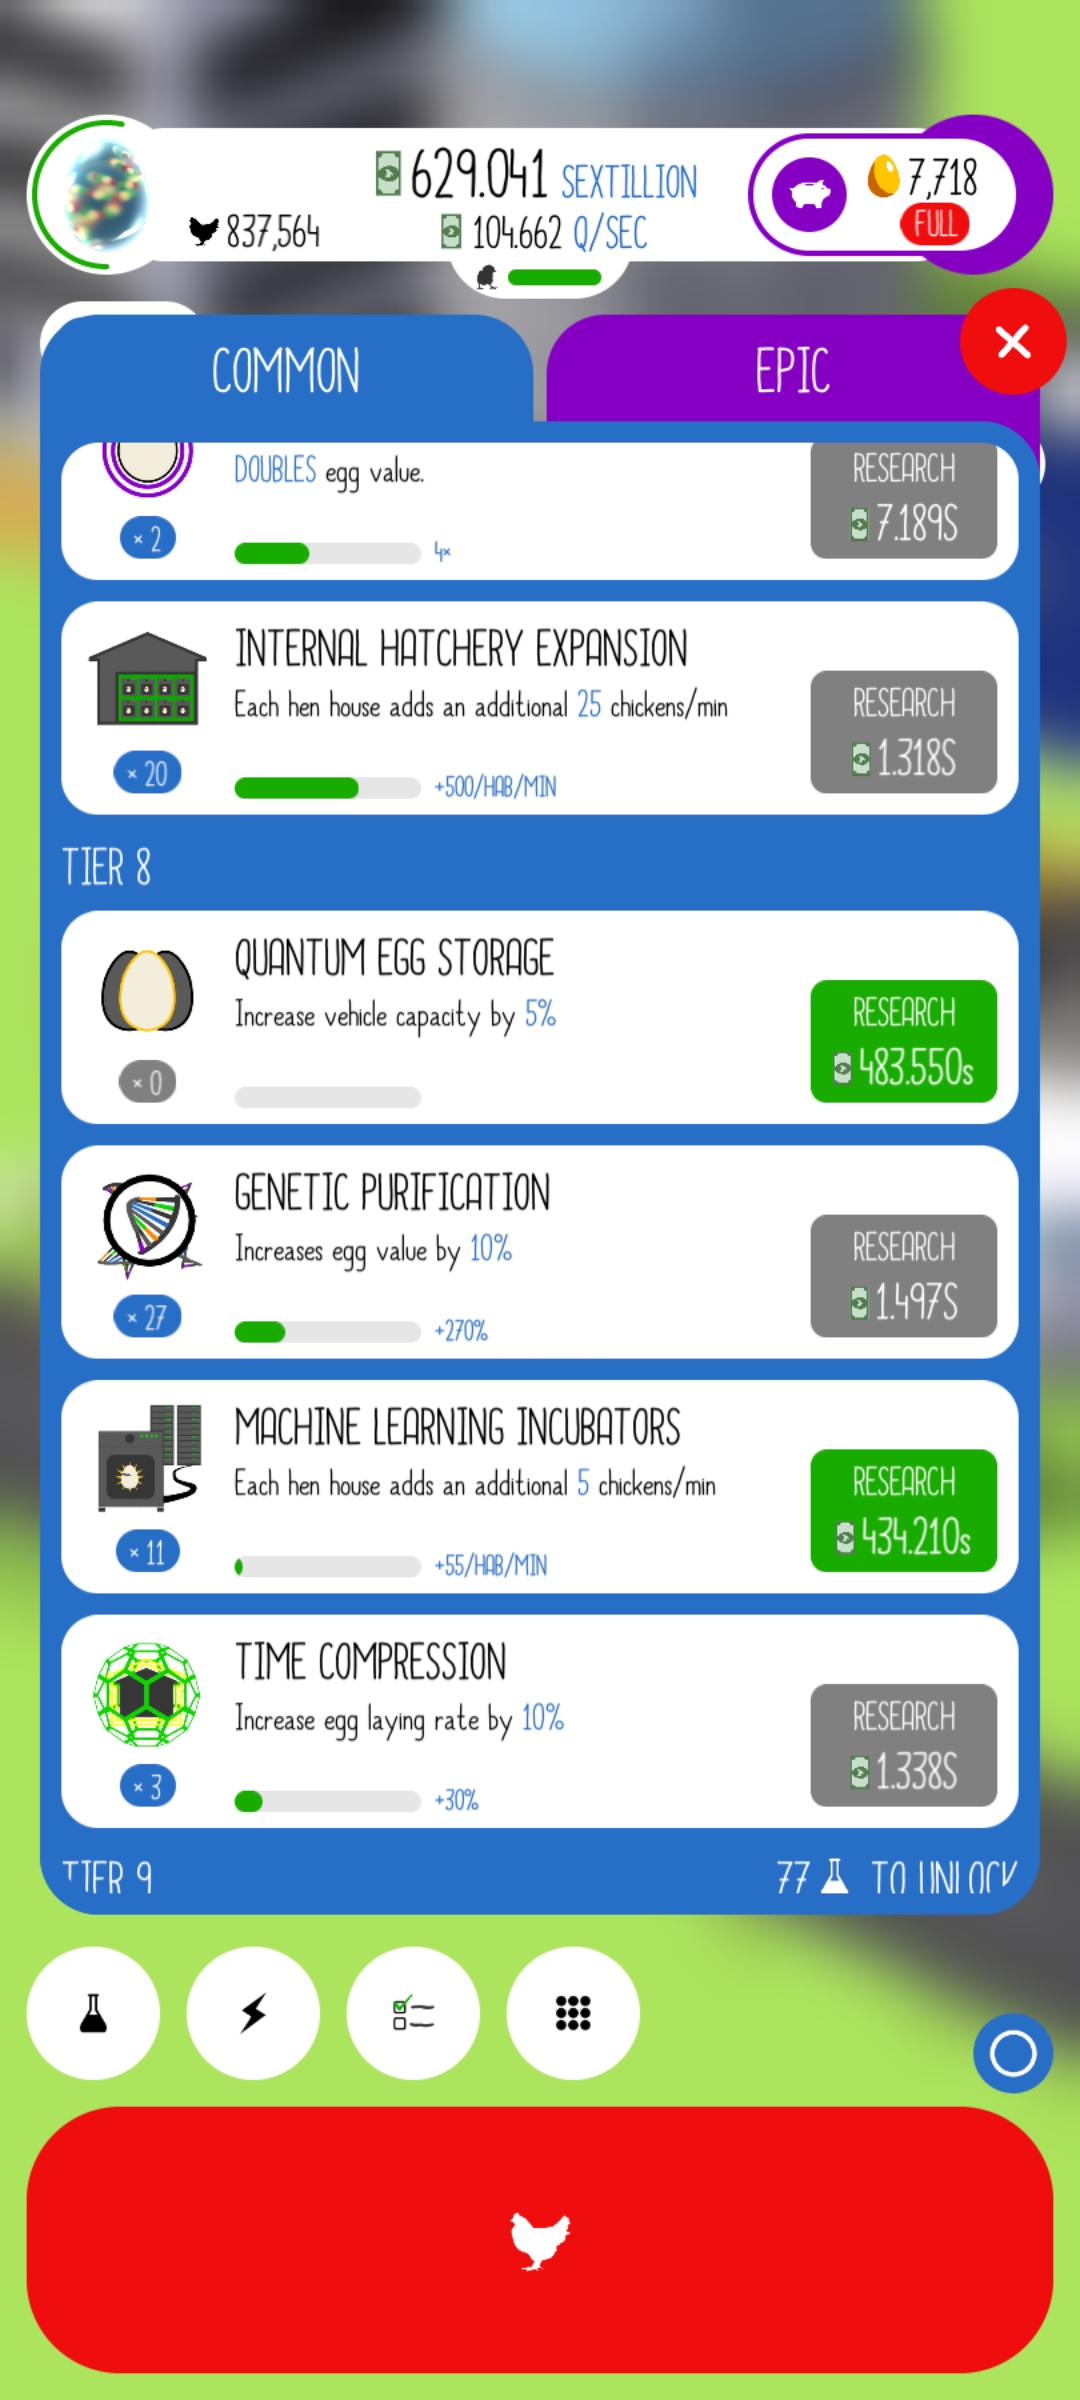 629.041 SEXTILLION
7,718
837,564
104.662 Q/SEC
FULL
COMMON
EPIC
DOUBLES egg value.
RESEARCH
7.189S
× 2
4×
INTERNAL HATCHERY EXPANSION
Each hen house adds an additional 25 chickens/min
RESEARCH
1.318S
× 20
+500/HAB/MIN
TIER 8
QUANTUM EGG STORAGE
Increase vehicle capacity by 5%
RESEARCH
483.550s
× 0
GENETIC PURIFICATION
Increases egg value by 10%
RESEARCH
1.497S
× 27
+270%
MACHINE LEARNING INCUBATORS
Each hen house adds an additional 5 chickens/min
RESEARCH
434.210s
× 11
+55/HAB/MIN
TIME COMPRESSION
Increase egg laying rate by 10%
RESEARCH
1.338S
× 3
+30%
TIER 9
77 TO UNLOCK